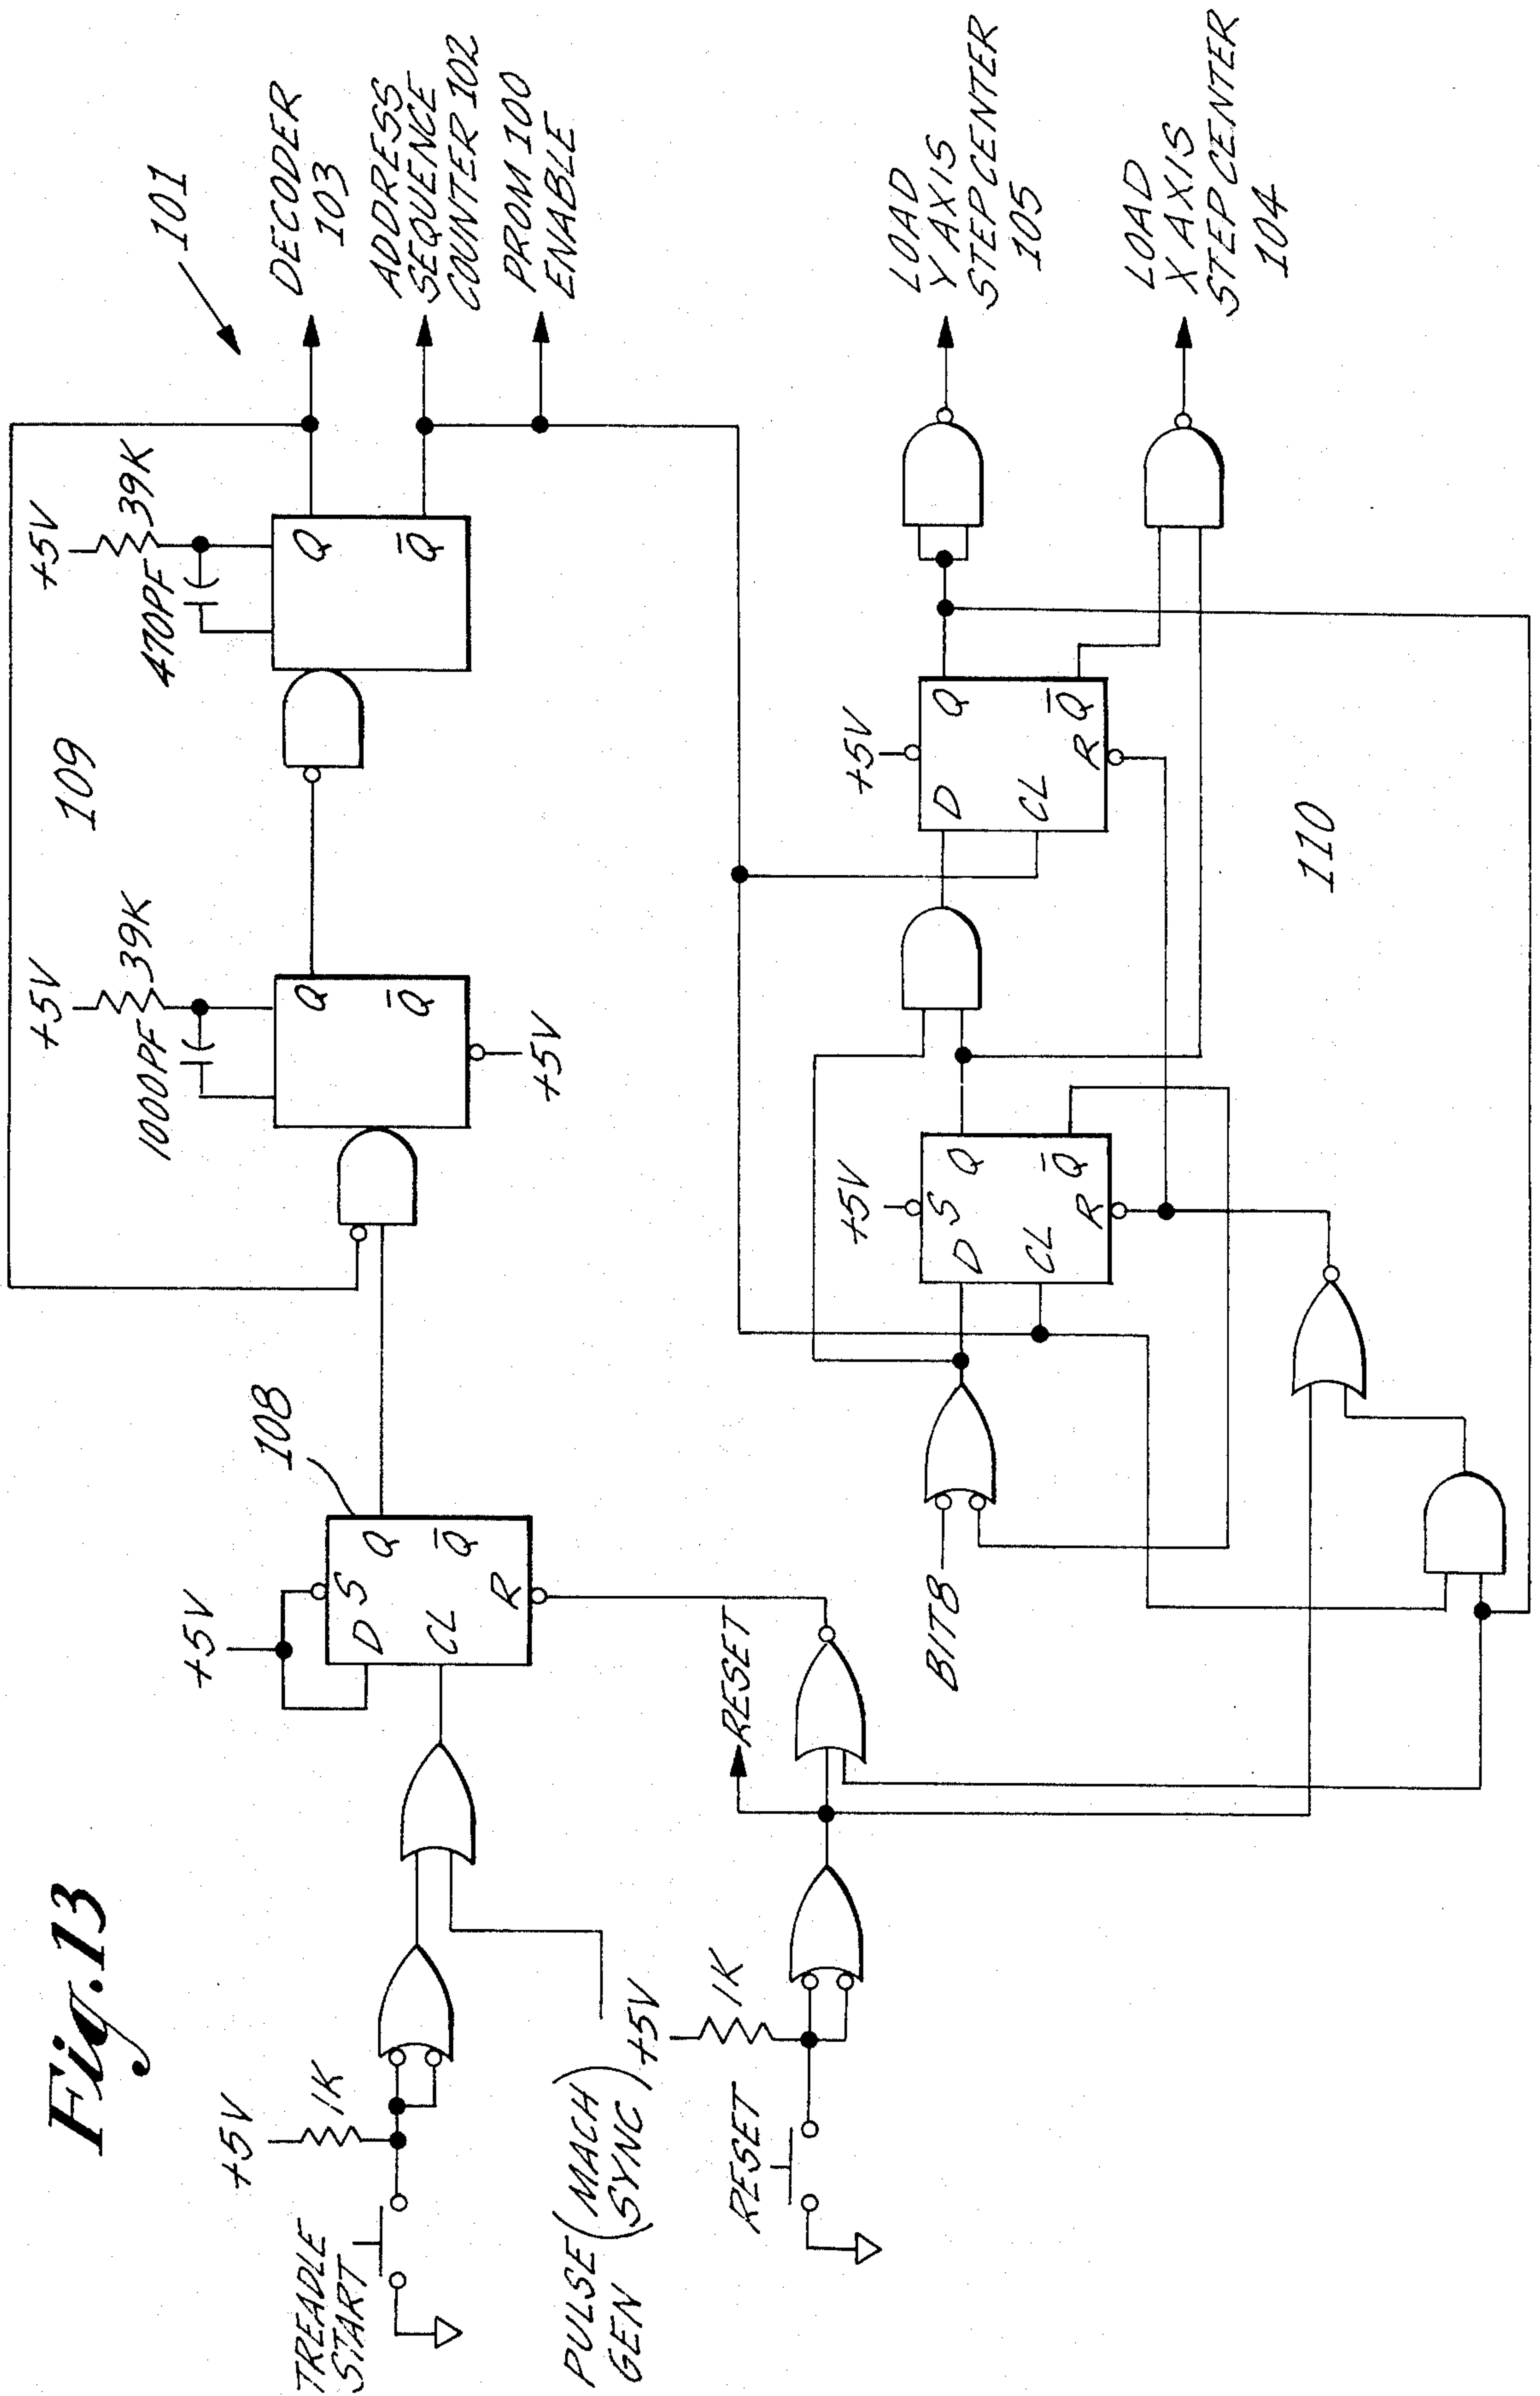 Fig.13
TREADLE
START
+5V
1K
PULSE
GEN
(MACH
SYNC)
+5V
1K
RESET
RESET
+5V
108
D
S
Q
CL
Q̅
R
+5V
39K
1000PF
Q
Q̅
+5V
109
+5V
39K
470PF
Q
Q̅
101
DECODER
103
ADDRESS
SEQUENCE
COUNTER 102
PROM 100
ENABLE
BIT8
+5V
D
S
Q
CL
Q̅
R
+5V
D
Q
CL
Q̅
R
110
LOAD
Y AXIS
STEP CENTER
105
LOAD
X AXIS
STEP CENTER
104